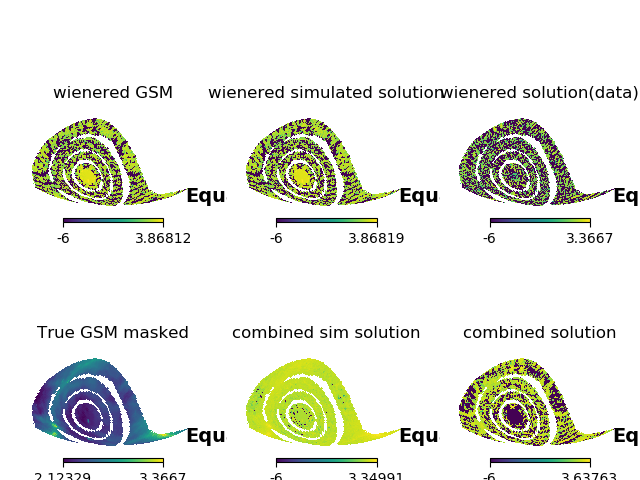 wienered GSM
wienered simulated solution
wienered solution(data)
Equ
Equ
Eq
-6 3.86812
-6 3.86819
-6 3.3667
True GSM masked
combined sim solution
combined solution
Equ
Equ
Eq
2.12329 3.3667
-6 3.34991
-6 3.63763